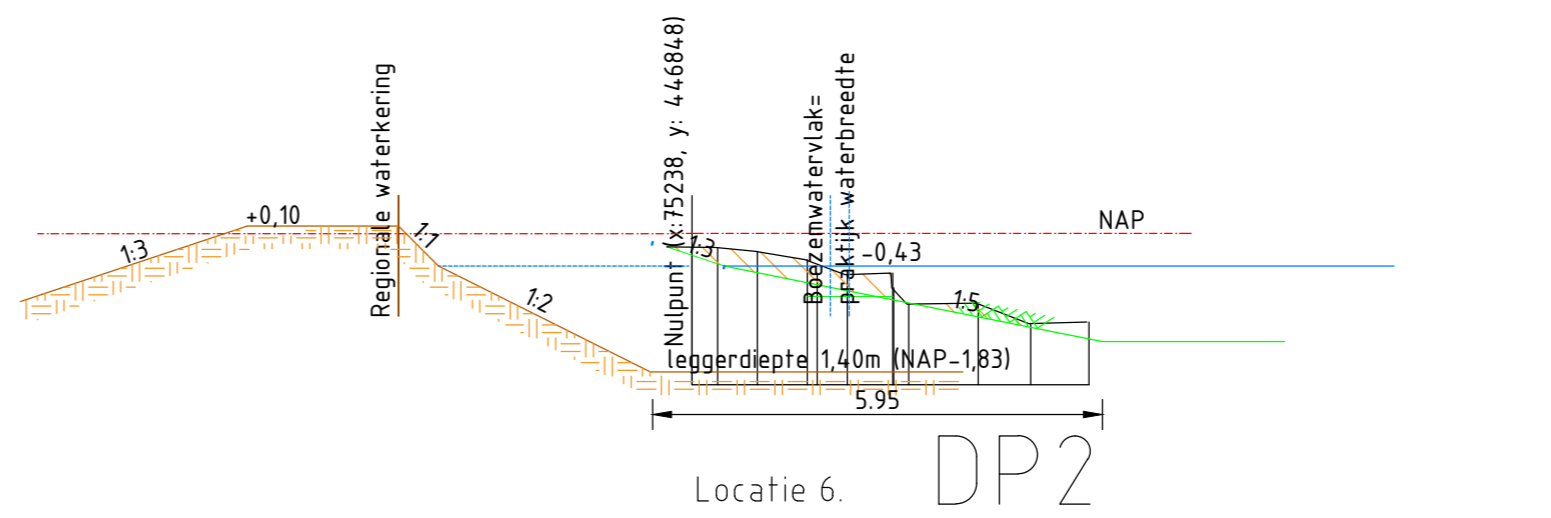 Regionale waterkering
Nulpunt (x:75238, y: 446848)
Boezemwatervlak=
praktijk waterbreedte
+0,10
NAP
1:3
1:1
1:3
-0,43
1:2
1:5
leggerdiepte 1,40m (NAP-1,83)
5.95
DP2
Locatie 6.